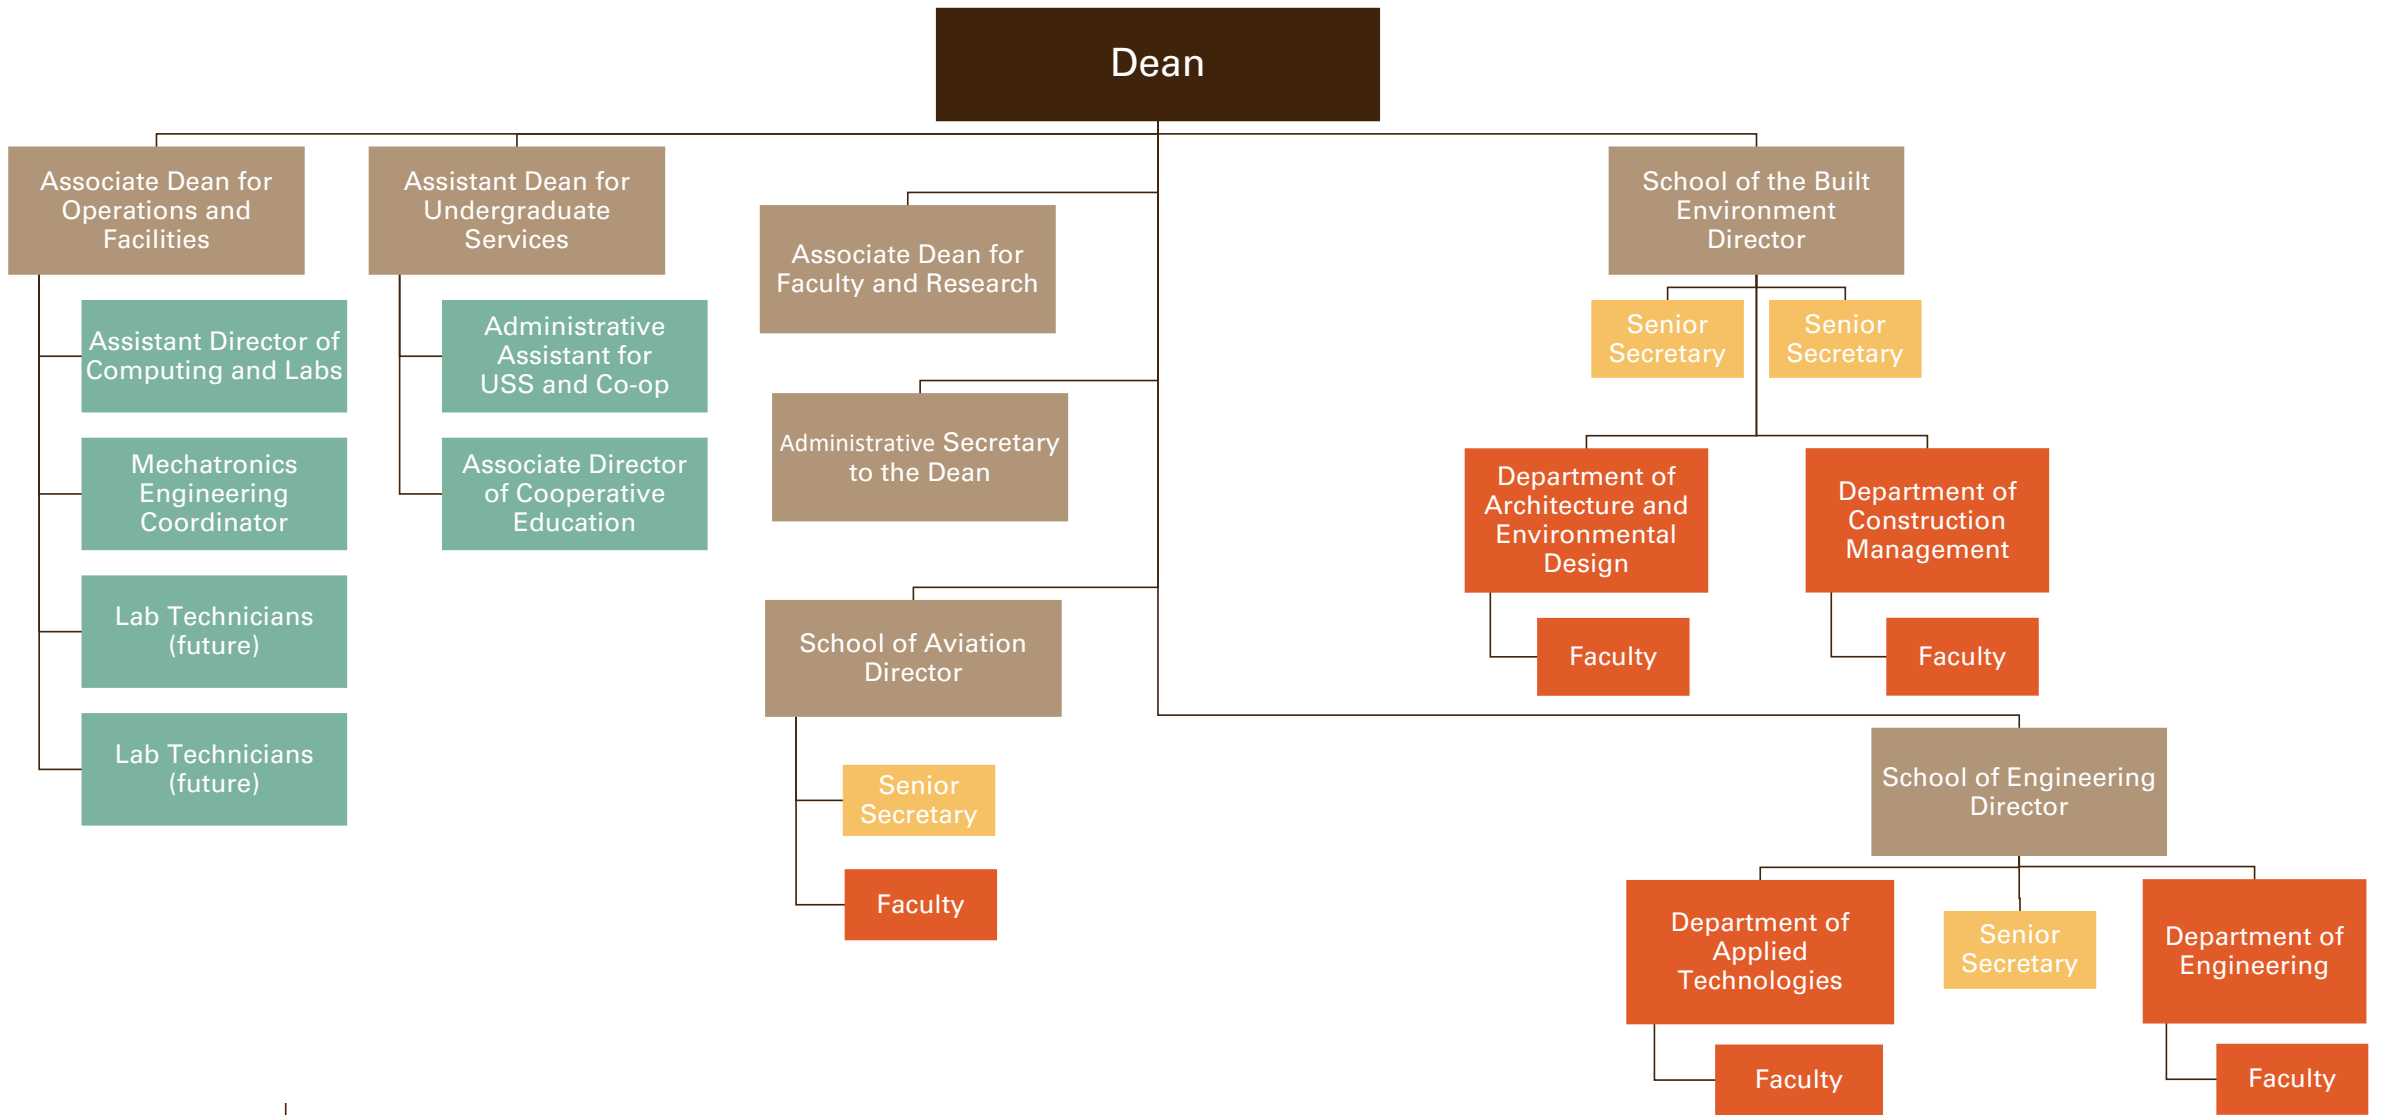 Dean
Associate Dean for
Operations and
Facilities
Assistant Director of
Computing and Labs
Mechatronics
Engineering
Coordinator
Lab Technicians
(future)
Lab Technicians
(future)
Assistant Dean for
Undergraduate
Services
Administrative
Assistant for
USS and Co-op
Associate Director
of Cooperative
Education
Associate Dean for
Faculty and Research
Administrative Secretary
to the Dean
School of Aviation
Director
Senior
Secretary
Faculty
School of the Built
Environment
Director
Senior
Secretary
Senior
Secretary
Department of
Architecture and
Environmental
Design
Faculty
Department of
Construction
Management
Faculty
School of Engineering
Director
Department of
Applied
Technologies
Faculty
Senior
Secretary
Department of
Engineering
Faculty